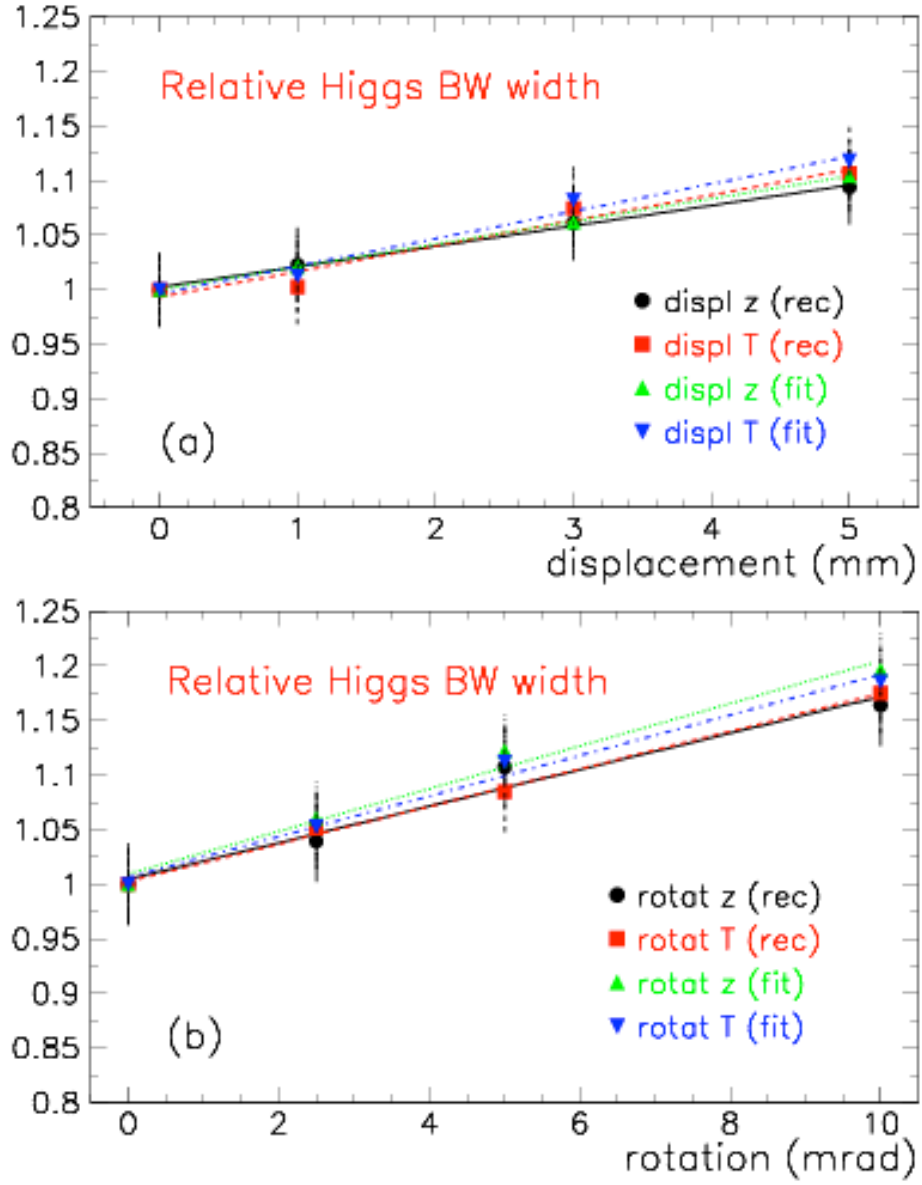 1.25
1.2
Relative Higgs BW width
1.15
1.1
1.05
1
displ z (rec)
0.95
displ T (rec)
0.9
displ z (fit)
(a)
displ T (fit)
0.85
0.8
0 1 2 3 4 5
displacement (mm)
1.25
1.2
Relative Higgs BW width
1.15
1.1
1.05
1
rotat z (rec)
0.95
rotat T (rec)
0.9
rotat z (fit)
(b)
rotat T (fit)
0.85
0.8
0 2 4 6 8 10
rotation (mrad)